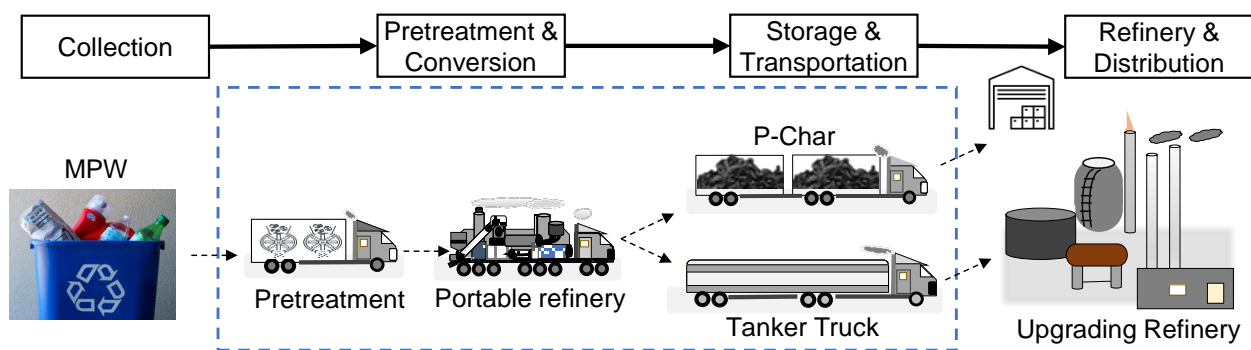 Collection
Pretreatment &
Conversion
Storage &
Transportation
Refinery &
Distribution
MPW
P-Char
Pretreatment
Portable refinery
Tanker Truck
Upgrading Refinery